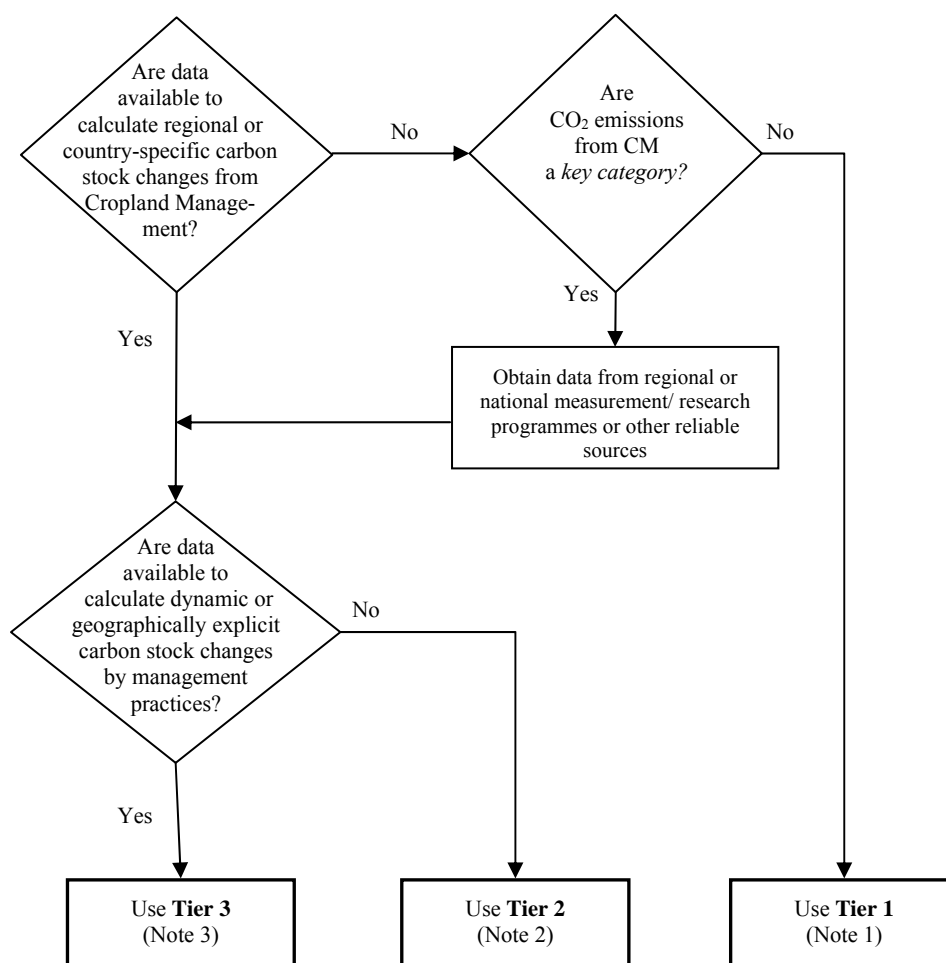 Are data
available to
calculate regional or
country-specific carbon
stock changes from
Cropland Manage-
ment?
No
Are
CO₂ emissions
from CM
a key category?
No
Yes
Yes
Obtain data from regional or
national measurement/ research
programmes or other reliable
sources
Are data
available to
calculate dynamic or
geographically explicit
carbon stock changes
by management
practices?
No
Yes
Use Tier 3
(Note 3)
Use Tier 2
(Note 2)
Use Tier 1
(Note 1)